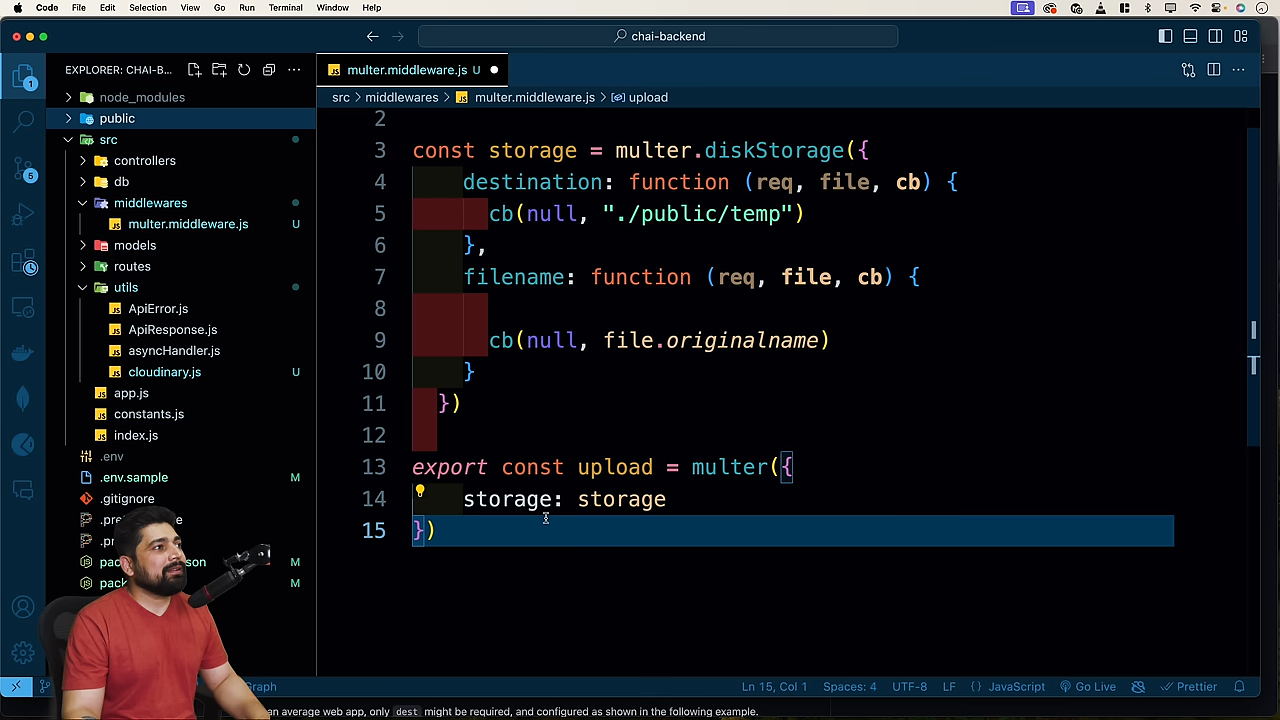 Code File Edit Selection View Go Run Terminal Window Help
chai-backend
EXPLORER: CHAI-B...
multer.middleware.js U
src > middlewares > multer.middleware.js > upload
node_modules
public
src
controllers
db
middlewares
multer.middleware.js U
models
routes
utils
ApiError.js
ApiResponse.js
asyncHandler.js
cloudinary.js U
app.js
constants.js
index.js
.env
.env.sample M
.gitignore
M
M
1
5
2
3 const storage = multer.diskStorage({
4 destination: function (req, file, cb) {
5 cb(null, "./public/temp")
6 },
7 filename: function (req, file, cb) {
8
9 cb(null, file.originalname)
10 }
11 })
12
13 export const upload = multer({
14 storage: storage
15 })
Graph Ln 15, Col 1 Spaces: 4 UTF-8 LF {} JavaScript Go Live Prettier
an average web app, only dest might be required, and configured as shown in the following example.